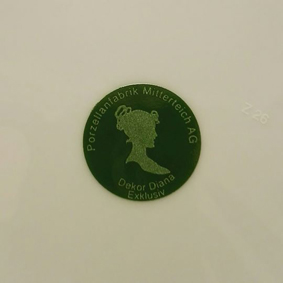 Porzellanfabrik Mitterteich AG
Dekor Diana
Exklusiv